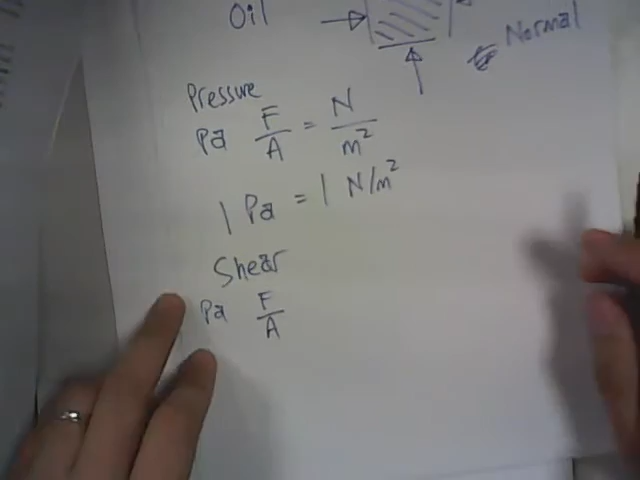 Oil
Normal
Pressure
Pa F/A = N/m²
1 Pa = 1 N/m²
Shear
Pa F/A